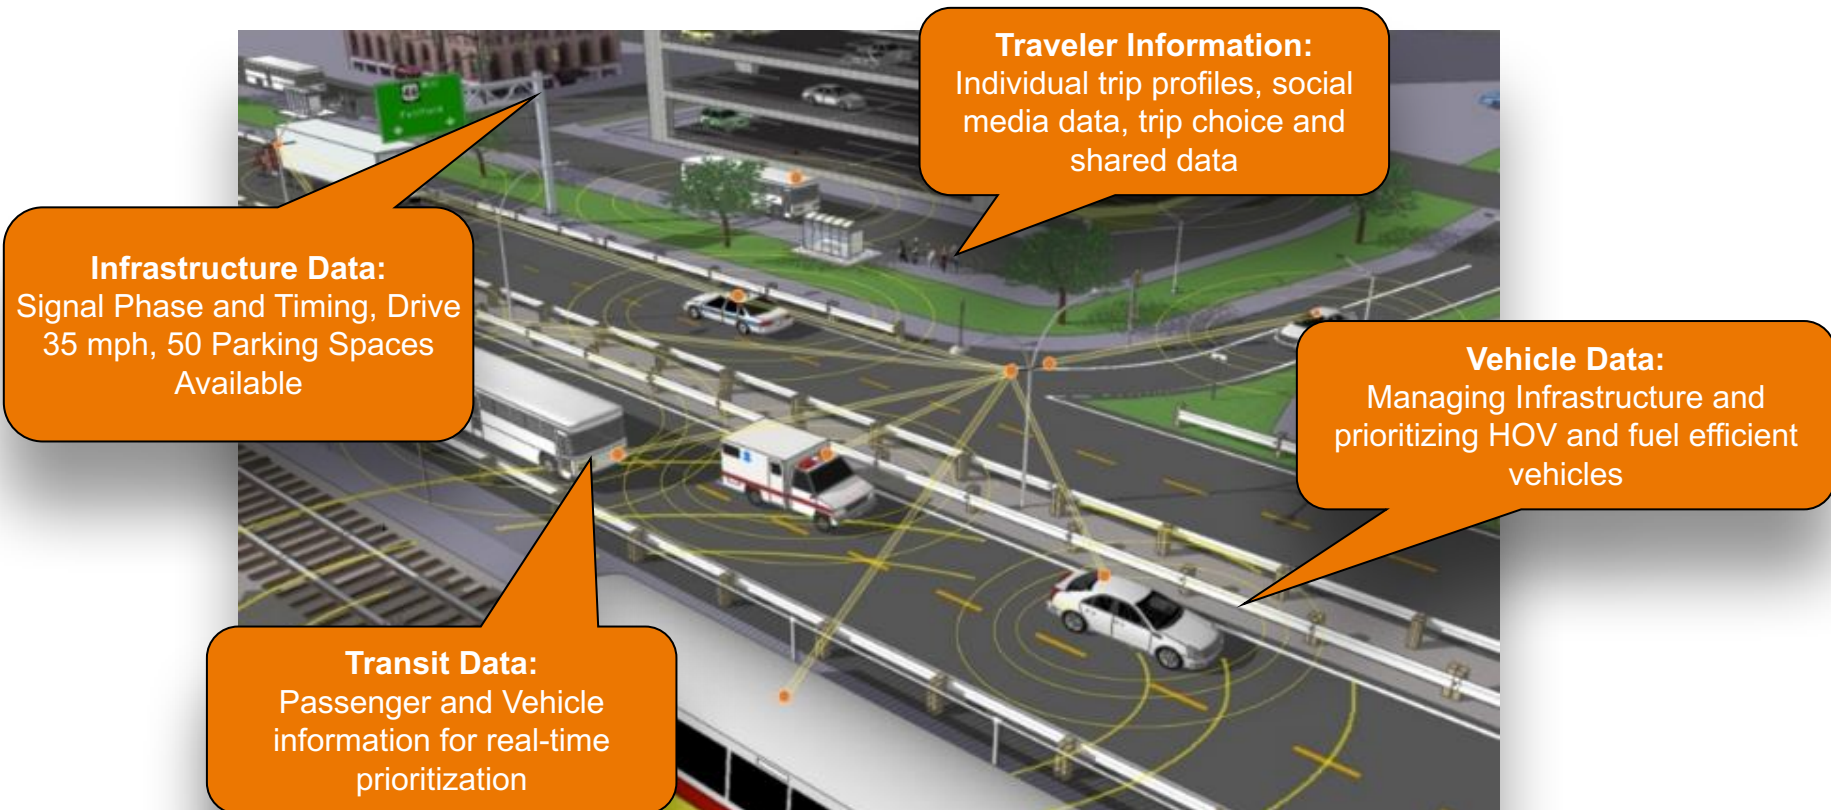 Traveler Information:
Individual trip profiles, social
media data, trip choice and
shared data
Infrastructure Data:
Signal Phase and Timing, Drive
35 mph, 50 Parking Spaces
Available
Vehicle Data:
Managing Infrastructure and
prioritizing HOV and fuel efficient
vehicles
Transit Data:
Passenger and Vehicle
information for real-time
prioritization